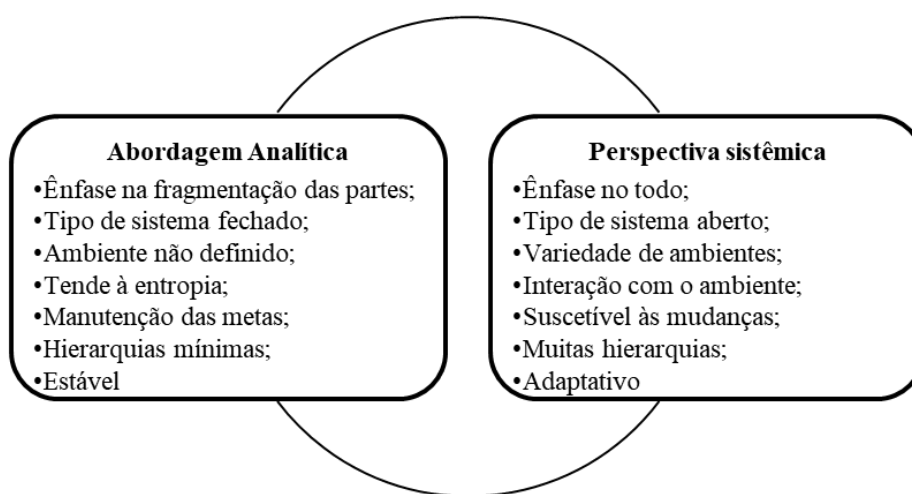 Abordagem Analítica
•Ênfase na fragmentação das partes;
•Tipo de sistema fechado;
•Ambiente não definido;
•Tende à entropia;
•Manutenção das metas;
•Hierarquias mínimas;
•Estável
Perspectiva sistêmica
•Ênfase no todo;
•Tipo de sistema aberto;
•Variedade de ambientes;
•Interação com o ambiente;
•Suscetível às mudanças;
•Muitas hierarquias;
•Adaptativo